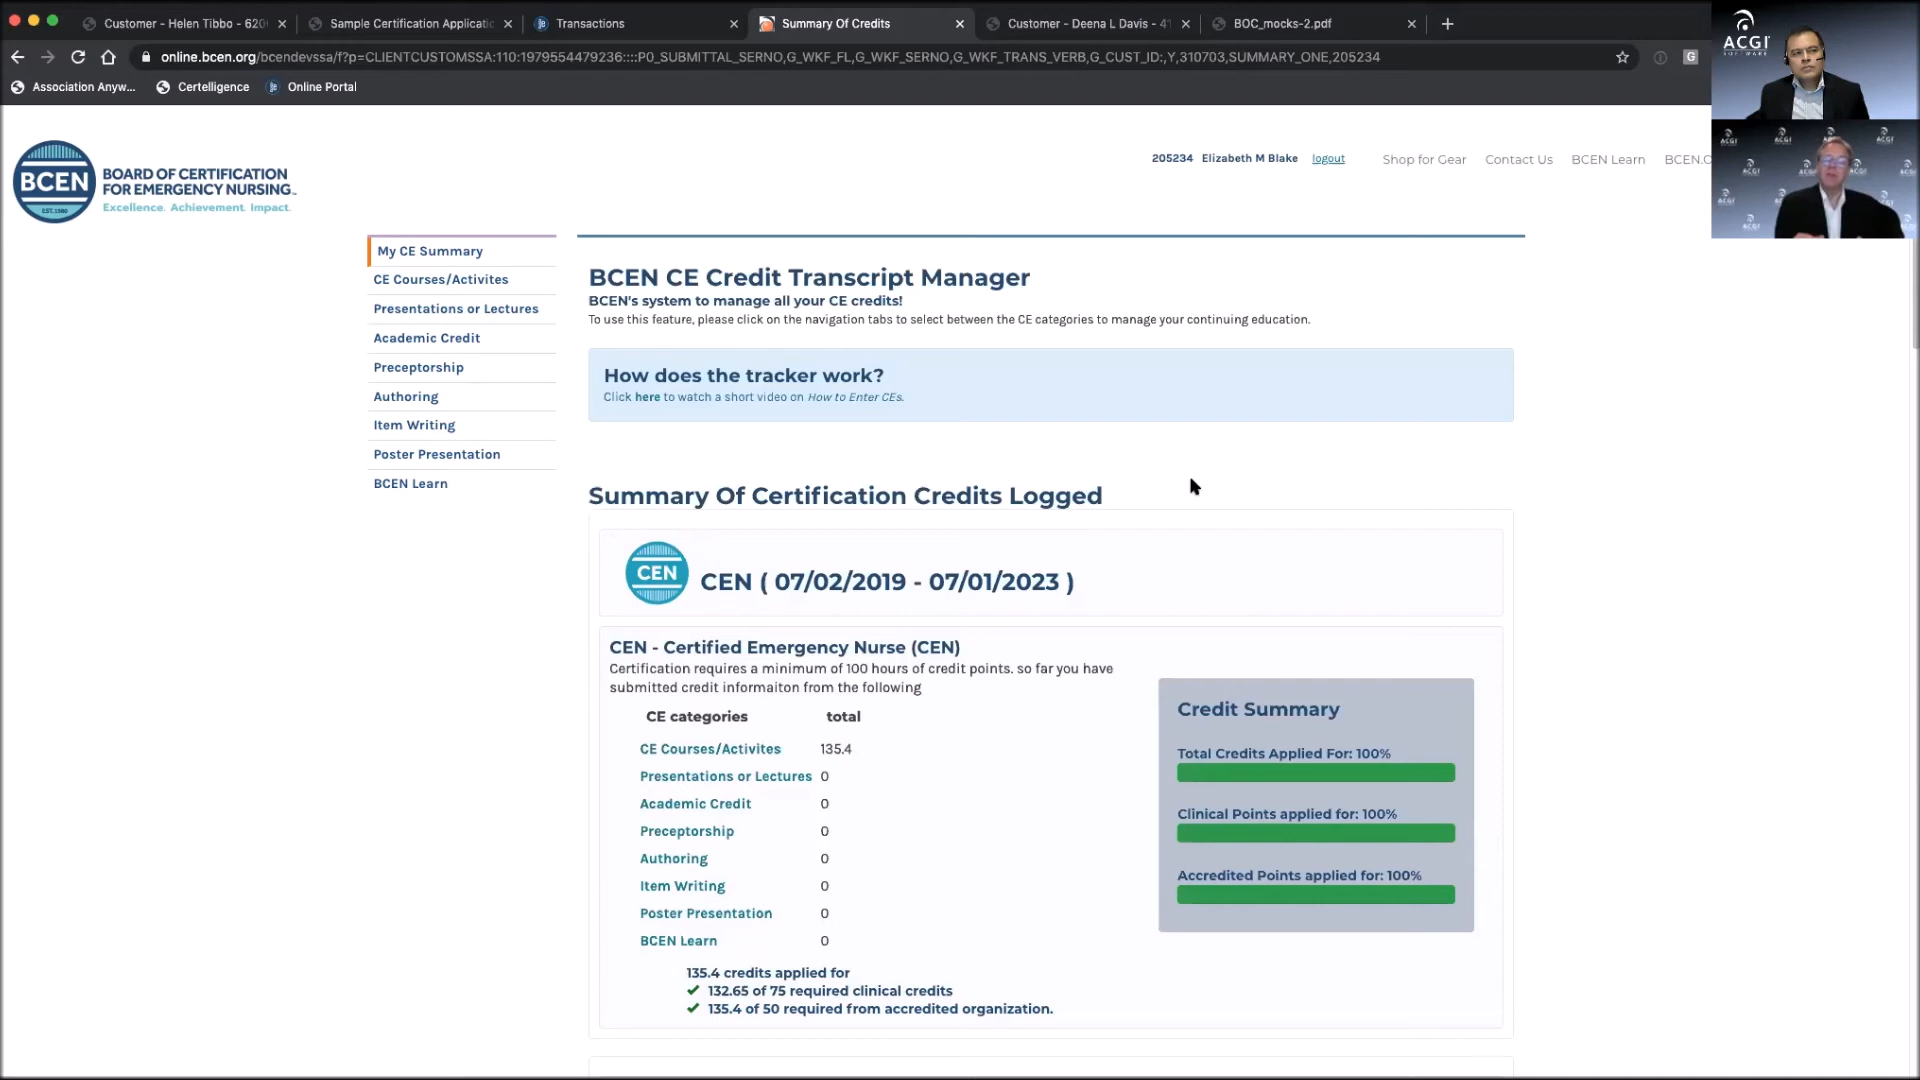 Customer - Helen Tibbo - 620
Sample Certification Applicatio
Transactions
Summary Of Credits
Customer - Deena L Davis - 41
BOC_mocks-2.pdf
online.bcen.org/bcendevssa/f?p=CLIENTCUSTOMSSA:110:1979554479236::::P0_SUBMITTAL_SERNO,G_WKF_FL,G_WKF_SERNO,G_WKF_TRANS_VERB,G_CUST_ID:,Y,310703,SUMMARY_ONE,205234
Association Anyw...
Certelligence
Online Portal
ACGI
SOFTWARE
BCEN
EST.1980
BOARD OF CERTIFICATION
FOR EMERGENCY NURSING
Excellence. Achievement. Impact.
205234 Elizabeth M Blake logout
Shop for Gear
Contact Us
BCEN Learn
BCEN.O
My CE Summary
CE Courses/Activites
Presentations or Lectures
Academic Credit
Preceptorship
Authoring
Item Writing
Poster Presentation
BCEN Learn
BCEN CE Credit Transcript Manager
BCEN's system to manage all your CE credits!
To use this feature, please click on the navigation tabs to select between the CE categories to manage your continuing education.
How does the tracker work?
Click here to watch a short video on How to Enter CEs.
Summary Of Certification Credits Logged
CEN
CEN ( 07/02/2019 - 07/01/2023 )
CEN - Certified Emergency Nurse (CEN)
Certification requires a minimum of 100 hours of credit points. so far you have
submitted credit informaiton from the following
CE categories total
CE Courses/Activites 135.4
Presentations or Lectures 0
Academic Credit 0
Preceptorship 0
Authoring 0
Item Writing 0
Poster Presentation 0
BCEN Learn 0
135.4 credits applied for
132.65 of 75 required clinical credits
135.4 of 50 required from accredited organization.
Credit Summary
Total Credits Applied For: 100%
Clinical Points applied for: 100%
Accredited Points applied for: 100%